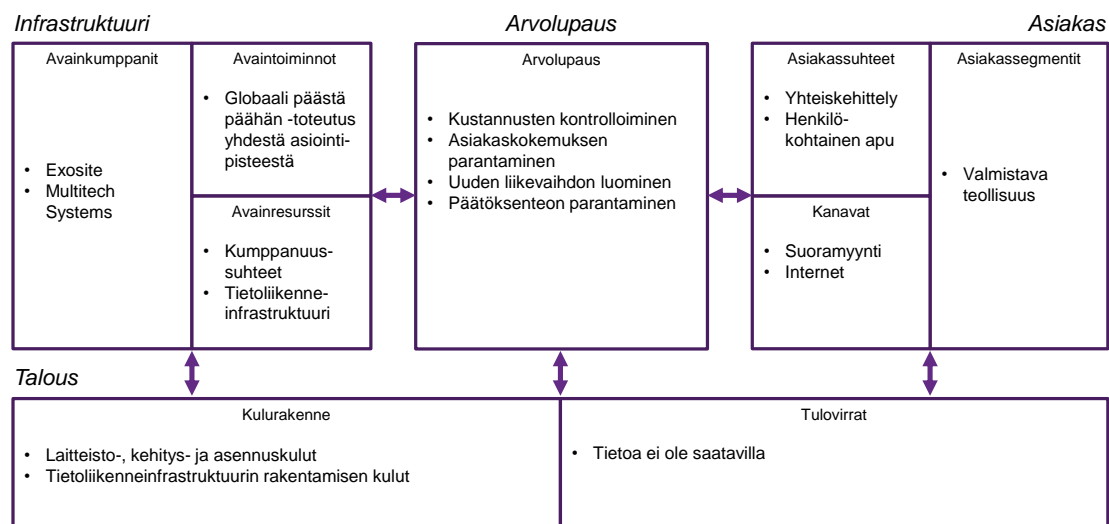 Infrastruktuuri
Arvolupaus
Asiakas
Avainkumppanit
• Exosite
• Multitech
Systems
Avaintoiminnot
• Globaali päästä
päähän -toteutus
yhdestä asiointi-
pisteestä
Avainresurssit
• Kumppanuus-
suhteet
• Tietoliikenne-
infrastruktuuri
Arvolupaus
• Kustannusten kontrolloiminen
• Asiakaskokemuksen
parantaminen
• Uuden liikevaihdon luominen
• Päätöksenteon parantaminen
Asiakassuhteet
• Yhteiskehittely
• Henkilö-
kohtainen apu
Kanavat
• Suoramyynti
• Internet
Asiakassegmentit
• Valmistava
teollisuus
Talous
Kulurakenne
• Laitteisto-, kehitys- ja asennuskulut
• Tietoliikenneinfrastruktuurin rakentamisen kulut
Tulovirrat
• Tietoa ei ole saatavilla